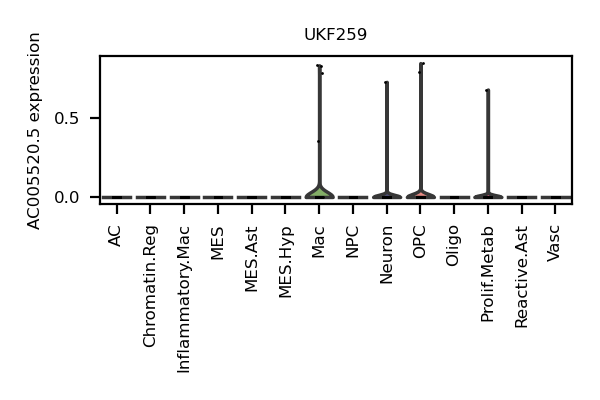 UKF259
AC005520.5 expression
0.5
0.0
AC
Chromatin.Reg
Inflammatory.Mac
MES
MES.Ast
MES.Hyp
Mac
NPC
Neuron
OPC
Oligo
Prolif.Metab
Reactive.Ast
Vasc